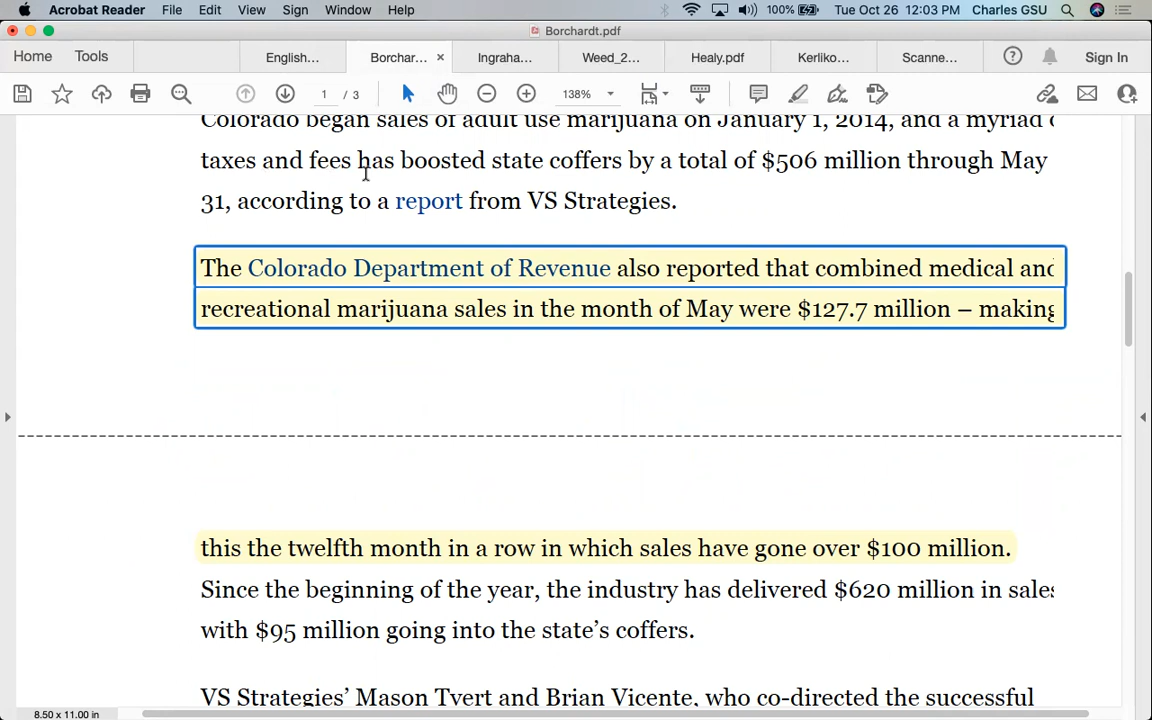 Acrobat Reader File Edit View Sign Window Help 100% Tue Oct 26 12:03 PM Charles GSU
Borchardt.pdf
Home Tools English... Borchar... × Ingraha... Weed_2... Healy.pdf Kerliko... Scanne... Sign In
1 / 3 138%
Colorado began sales of adult use marijuana on January 1, 2014, and a myriad
taxes and fees has boosted state coffers by a total of $506 million through May
31, according to a report from VS Strategies.
The Colorado Department of Revenue also reported that combined medical and
recreational marijuana sales in the month of May were $127.7 million – making
this the twelfth month in a row in which sales have gone over $100 million.
Since the beginning of the year, the industry has delivered $620 million in sales
with $95 million going into the state's coffers.
VS Strategies' Mason Tvert and Brian Vicente, who co-directed the successful
8.50 x 11.00 in